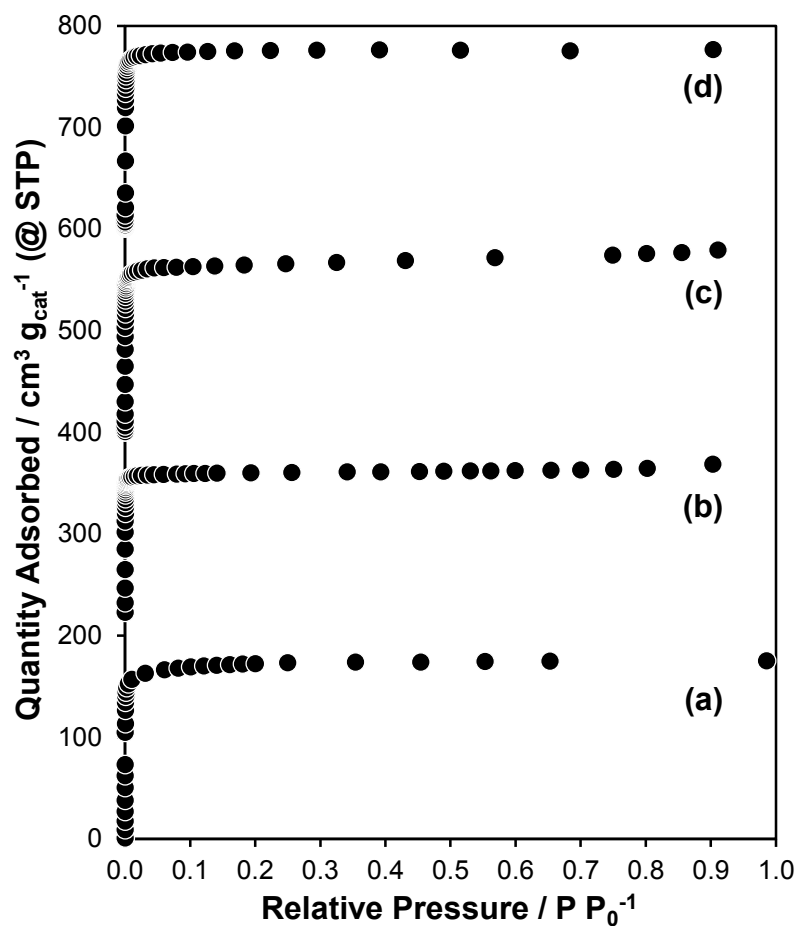 Quantity Adsorbed / cm³ g_cat⁻¹ (@ STP)
800
700
600
500
400
300
200
100
0
(d)
(c)
(b)
(a)
0.0 0.1 0.2 0.3 0.4 0.5 0.6 0.7 0.8 0.9 1.0
Relative Pressure / P P₀⁻¹